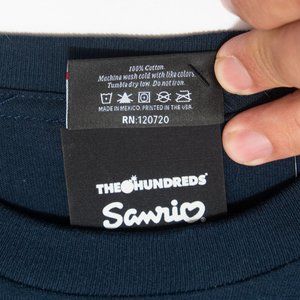 100% Cotton.
Machine wash cold with like colors.
Tumble dry low. Do not iron.
MADE IN MEXICO. PRINTED IN THE USA.
RN:120720
THE HUNDREDS
Sanrio